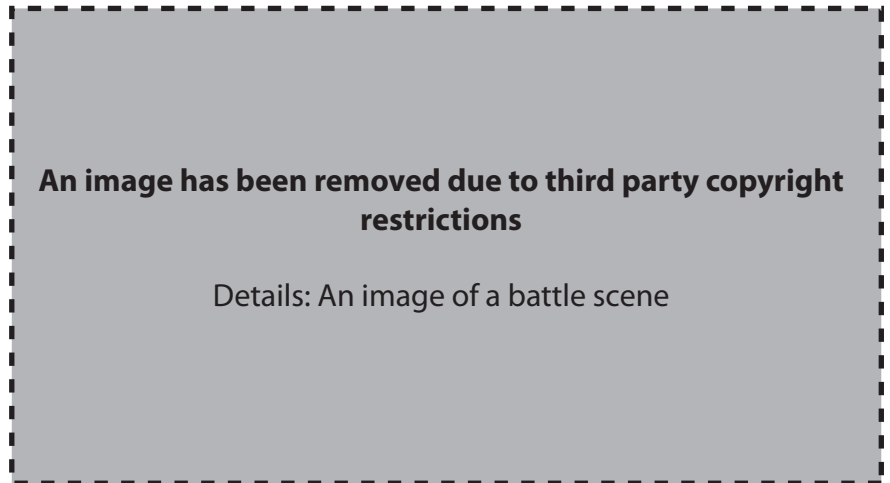 An image has been removed due to third party copyright
restrictions
Details: An image of a battle scene